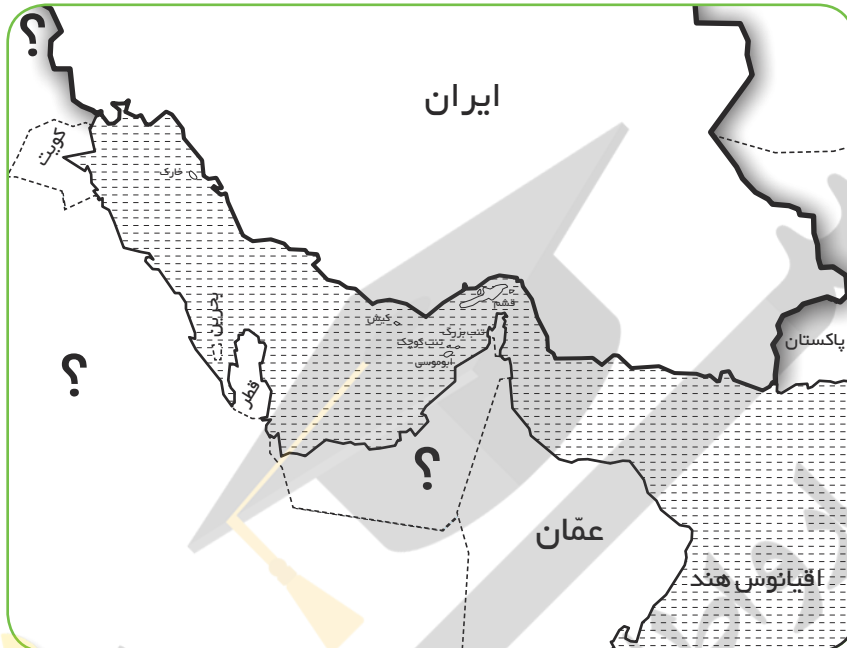 ؟
ایران
کویت
خارک
بحرین
قشم
کیش
تنب بزرگ
تنب کوچک
ابوموسی
پاکستان
؟
قطر
؟
عمّان
اقیانوس هند